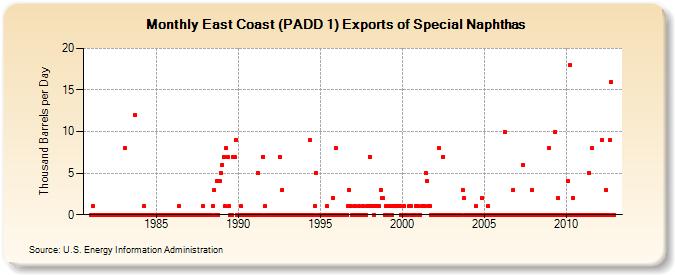 Monthly East Coast (PADD 1) Exports of Special Naphthas
Thousand Barrels per Day
20
15
10
5
0
1985 1990 1995 2000 2005 2010
Source: U.S. Energy Information Administration